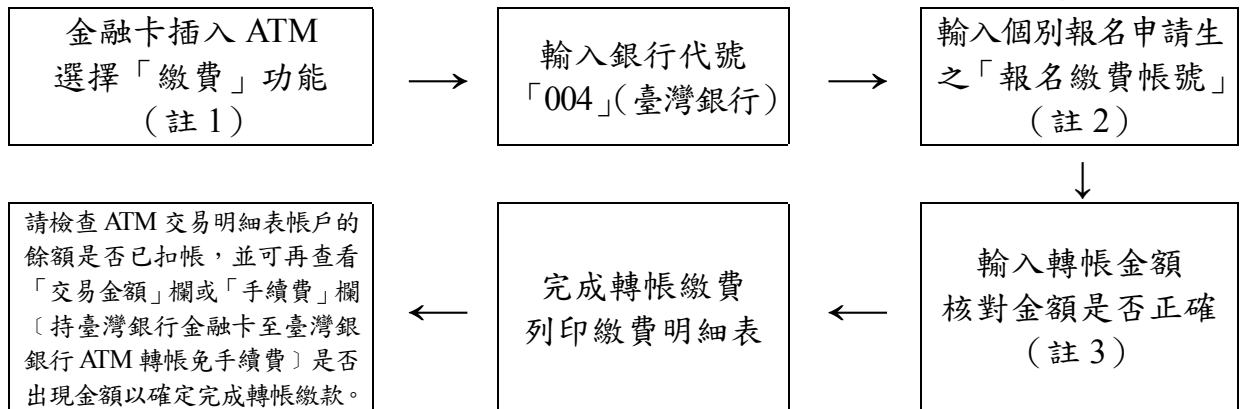 金融卡插入 ATM
選擇「繳費」功能
（註 1）
→
輸入銀行代號
「004」（臺灣銀行）
→
輸入個別報名申請生
之「報名繳費帳號」
（註 2）
↓
輸入轉帳金額
核對金額是否正確
（註 3）
←
完成轉帳繳費
列印繳費明細表
←
請檢查 ATM 交易明細表帳戶的
餘額是否已扣帳，並可再查看
「交易金額」欄或「手續費」欄
〔持臺灣銀行金融卡至臺灣銀
銀行 ATM 轉帳免手續費〕是否
出現金額以確定完成轉帳繳款。